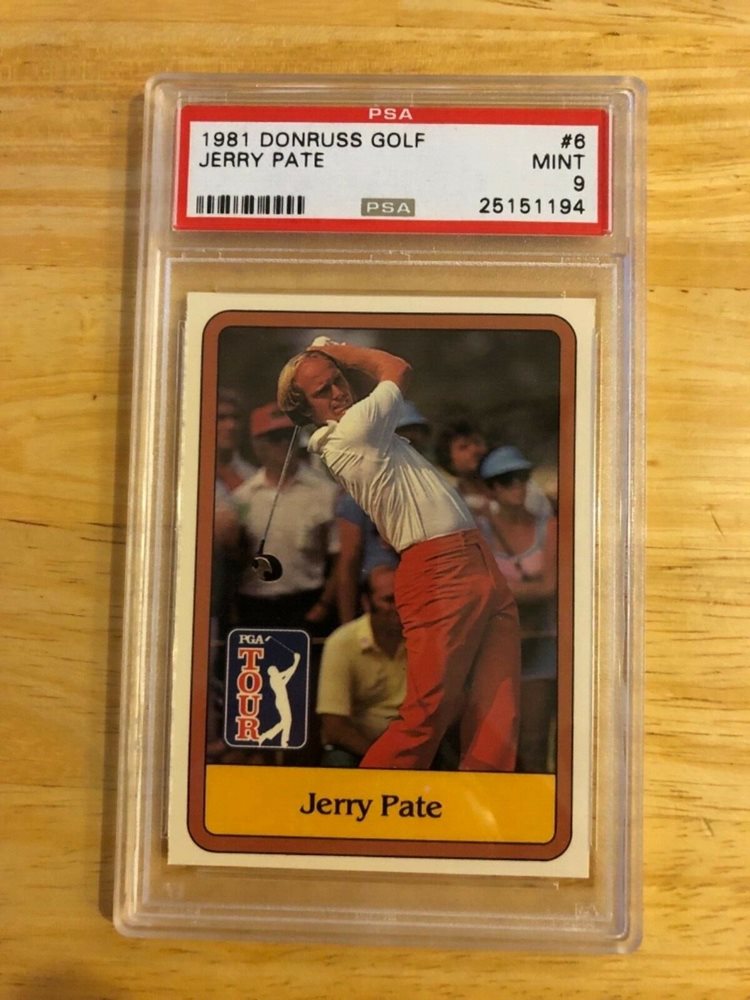 PSA
1981 DONRUSS GOLF #6
JERRY PATE MINT
9
PSA 25151194
PGA
TOUR
Jerry Pate